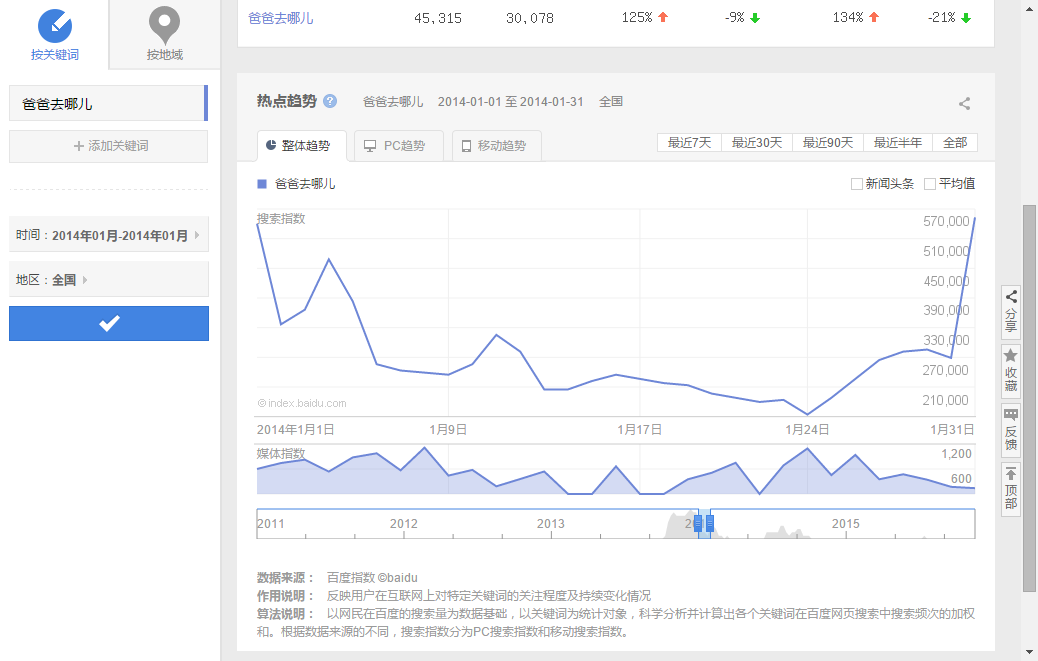 爸爸去哪儿 45,315 30,078 125% -9% 134% -21%
按关键词 按地域
爸爸去哪儿
添加关键词
时间：2014年01月-2014年01月
地区：全国
热点趋势 ? 爸爸去哪儿 2014-01-01 至 2014-01-31 全国
整体趋势 PC趋势 移动趋势 最近7天 最近30天 最近90天 最近半年 全部
爸爸去哪儿 新闻头条 平均值
搜索指数
570,000
510,000
450,000
390,000
330,000
270,000
210,000
©index.baidu.com
2014年1月1日 1月9日 1月17日 1月24日 1月31日
媒体指数 1,200
600
2011 2012 2013 2015
数据来源： 百度指数 ©baidu
作用说明： 反映用户在互联网上对特定关键词的关注程度及持续变化情况
算法说明： 以网民在百度的搜索量为数据基础，以关键词为统计对象，科学分析并计算出各个关键词在百度网页搜索中搜索频次的加权
和。根据数据来源的不同，搜索指数分为PC搜索指数和移动搜索指数。
分享
收藏
反馈
顶部